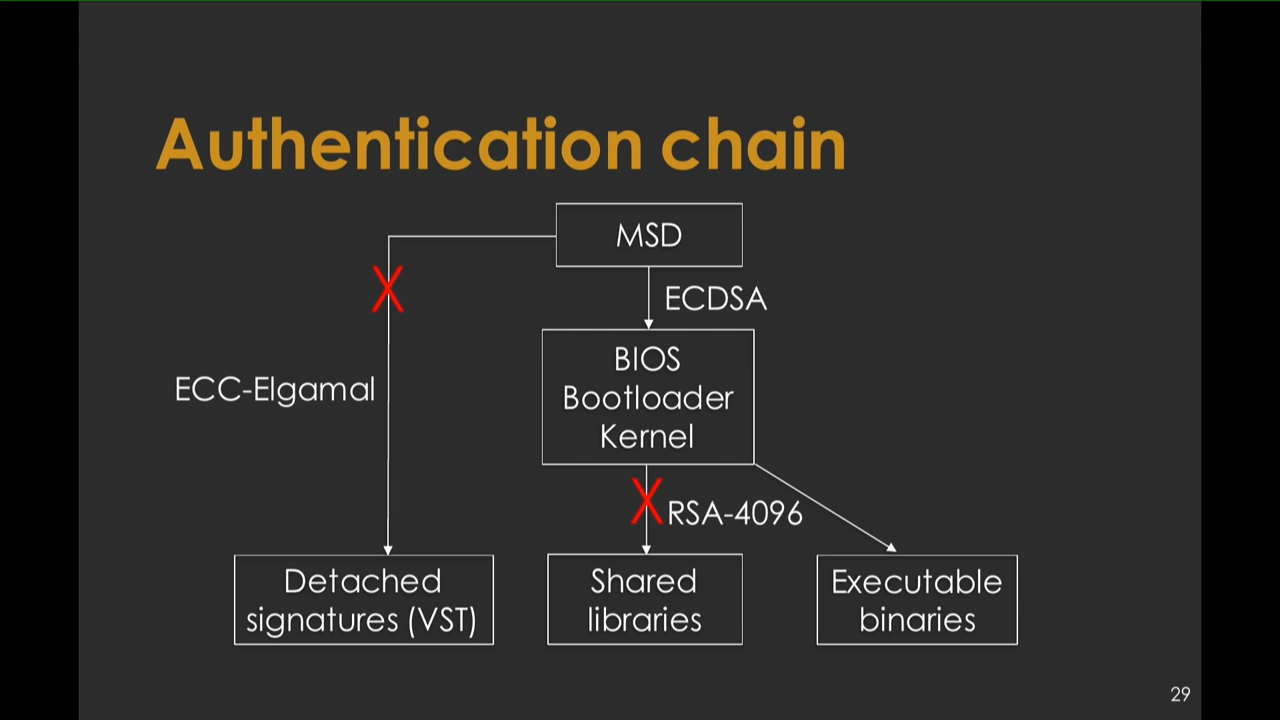 Authentication chain
MSD
ECDSA
BIOS
Bootloader
Kernel
ECC-Elgamal
X
X
RSA-4096
Detached
signatures (VST)
Shared
libraries
Executable
binaries
29